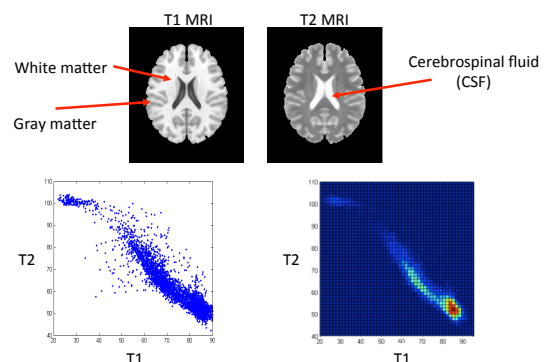 T1 MRI
T2 MRI
White matter
Gray matter
Cerebrospinal fluid
(CSF)
110
100
90
80
70
60
50
40
20 30 40 50 60 70 80 90
T2
T1
110
100
90
80
70
60
50
40
20 30 40 50 60 70 80 90
T2
T1